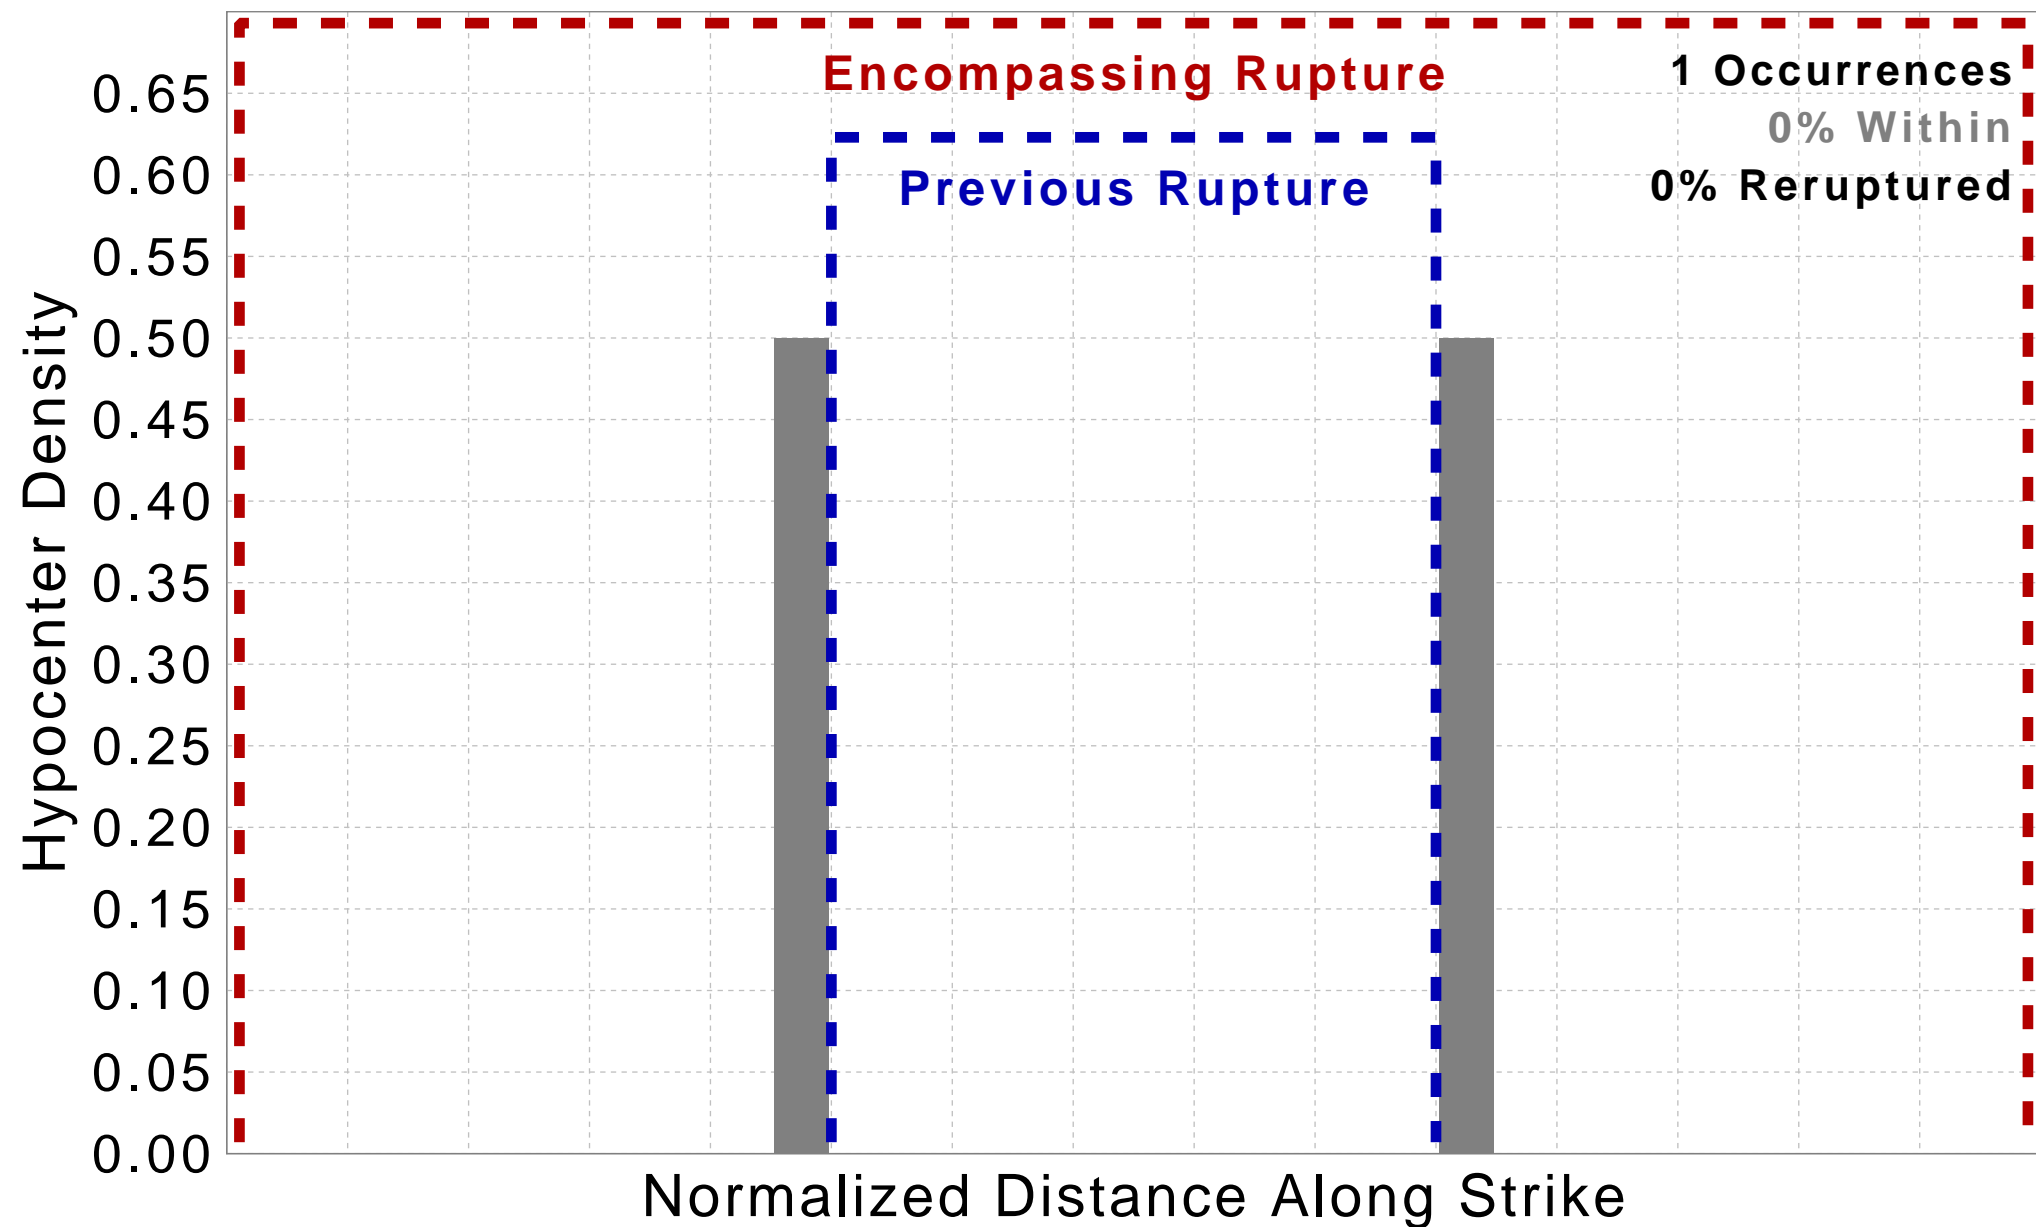 Encompassing Rupture
1 Occurrences
0% Within
0% Reruptured
Previous Rupture
0.65
0.60
0.55
0.50
0.45
0.40
0.35
0.30
0.25
0.20
0.15
0.10
0.05
0.00
Hypocenter Density
Normalized Distance Along Strike